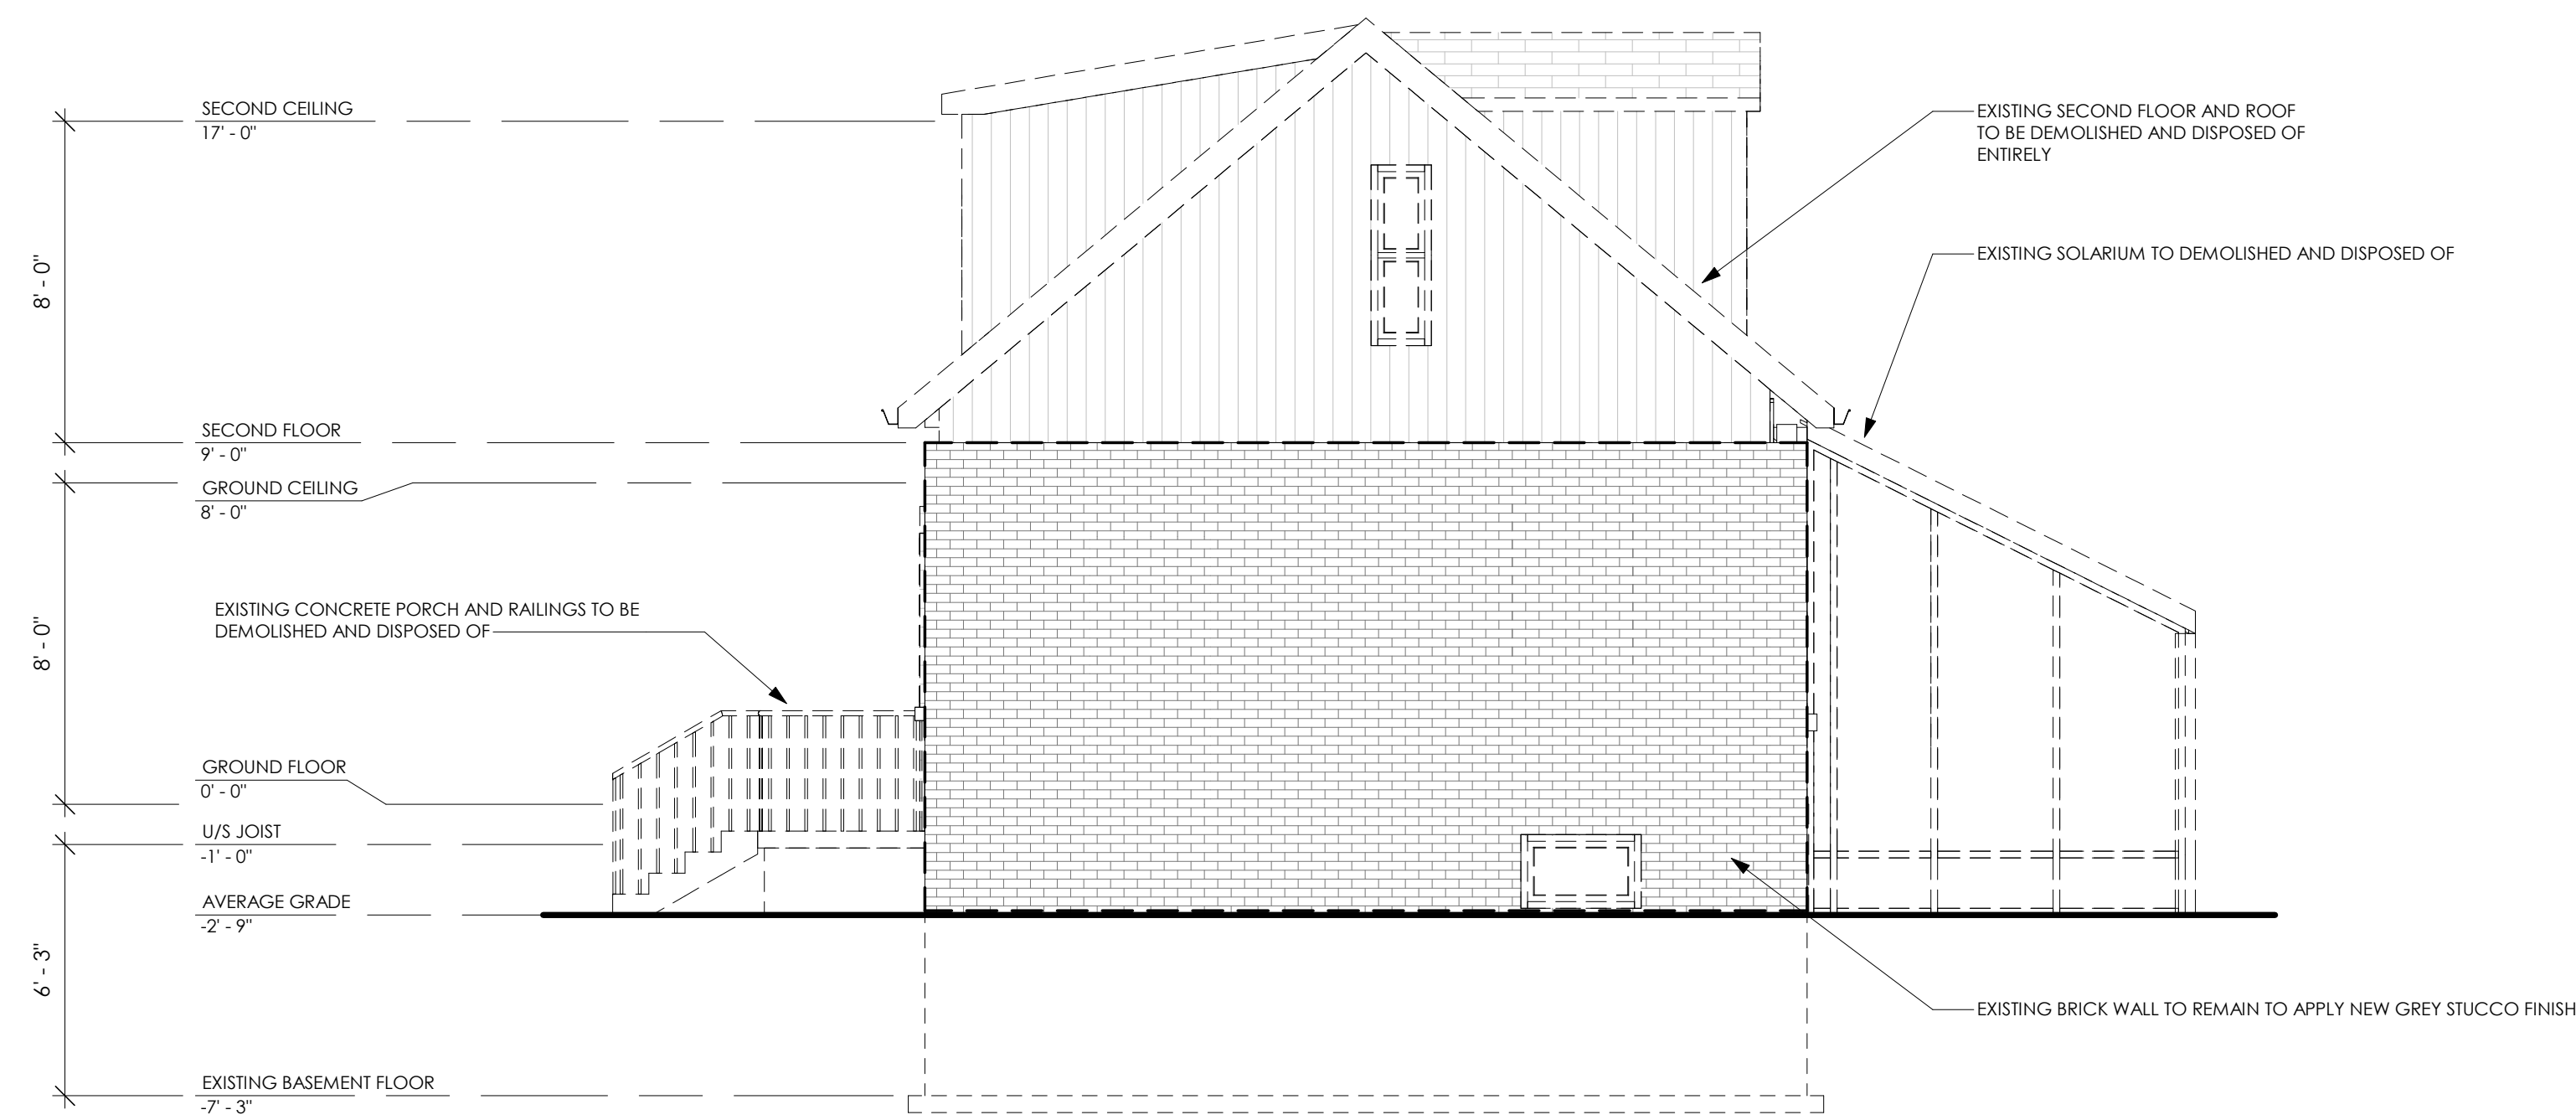 SECOND CEILING
17' - 0"
8' - 0"
SECOND FLOOR
9' - 0"
GROUND CEILING
8' - 0"
8' - 0"
GROUND FLOOR
0' - 0"
U/S JOIST
-1' - 0"
AVERAGE GRADE
-2' - 9"
6' - 3"
EXISTING BASEMENT FLOOR
-7' - 3"
EXISTING CONCRETE PORCH AND RAILINGS TO BE
DEMOLISHED AND DISPOSED OF
EXISTING SECOND FLOOR AND ROOF
TO BE DEMOLISHED AND DISPOSED OF
ENTIRELY
EXISTING SOLARIUM TO DEMOLISHED AND DISPOSED OF
EXISTING BRICK WALL TO REMAIN TO APPLY NEW GREY STUCCO FINISH